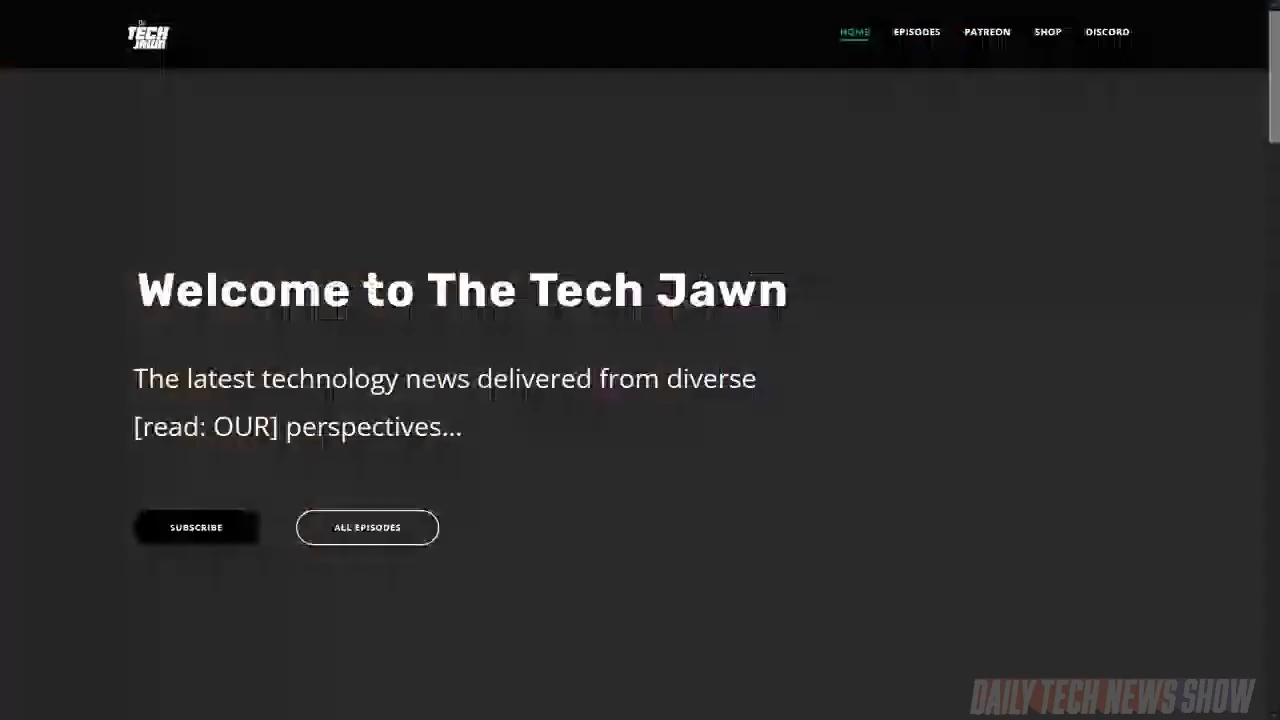 The
TECH
JAWN
HOME EPISODES PATREON SHOP DISCORD
Welcome to The Tech Jawn
The latest technology news delivered from diverse
[read: OUR] perspectives...
SUBSCRIBE ALL EPISODES
DAILY TECH NEWS SHOW